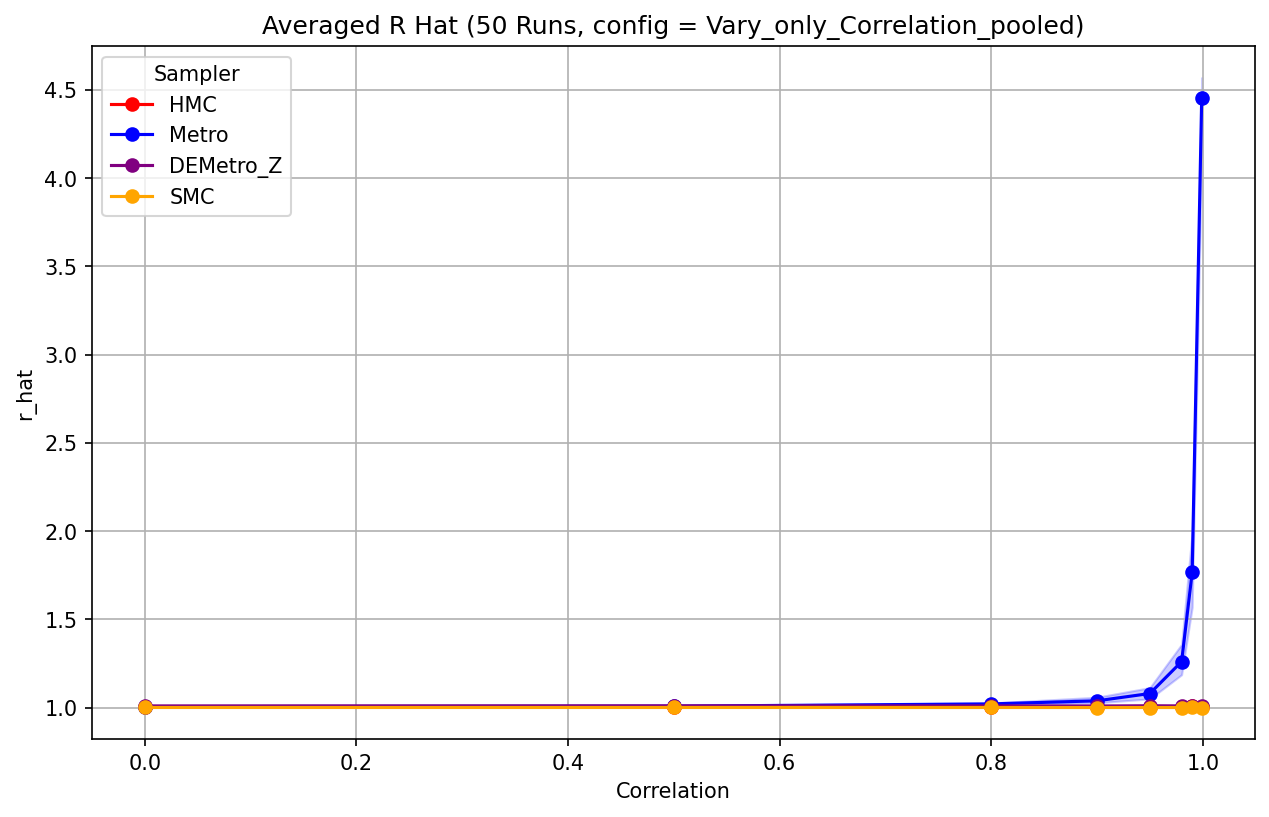 Averaged R Hat (50 Runs, config = Vary_only_Correlation_pooled)
Sampler
HMC
Metro
DEMetro_Z
SMC
4.5
4.0
3.5
3.0
2.5
2.0
1.5
1.0
r_hat
0.0 0.2 0.4 0.6 0.8 1.0
Correlation